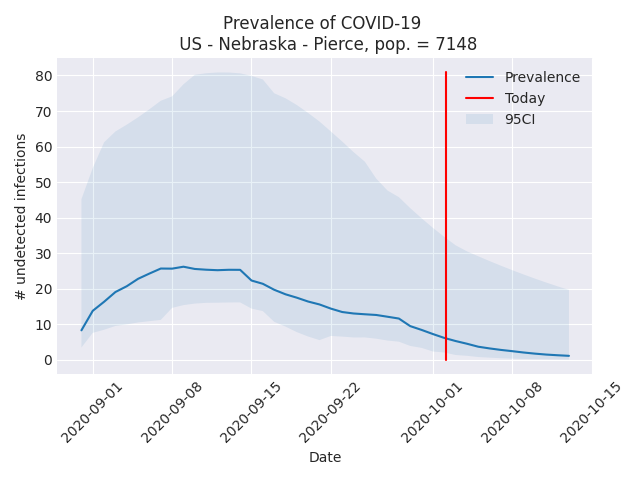 Prevalence of COVID-19
US - Nebraska - Pierce, pop. = 7148
Prevalence
Today
95CI
# undetected infections
80
70
60
50
40
30
20
10
0
2020-09-01
2020-09-08
2020-09-15
2020-09-22
2020-10-01
2020-10-08
2020-10-15
Date